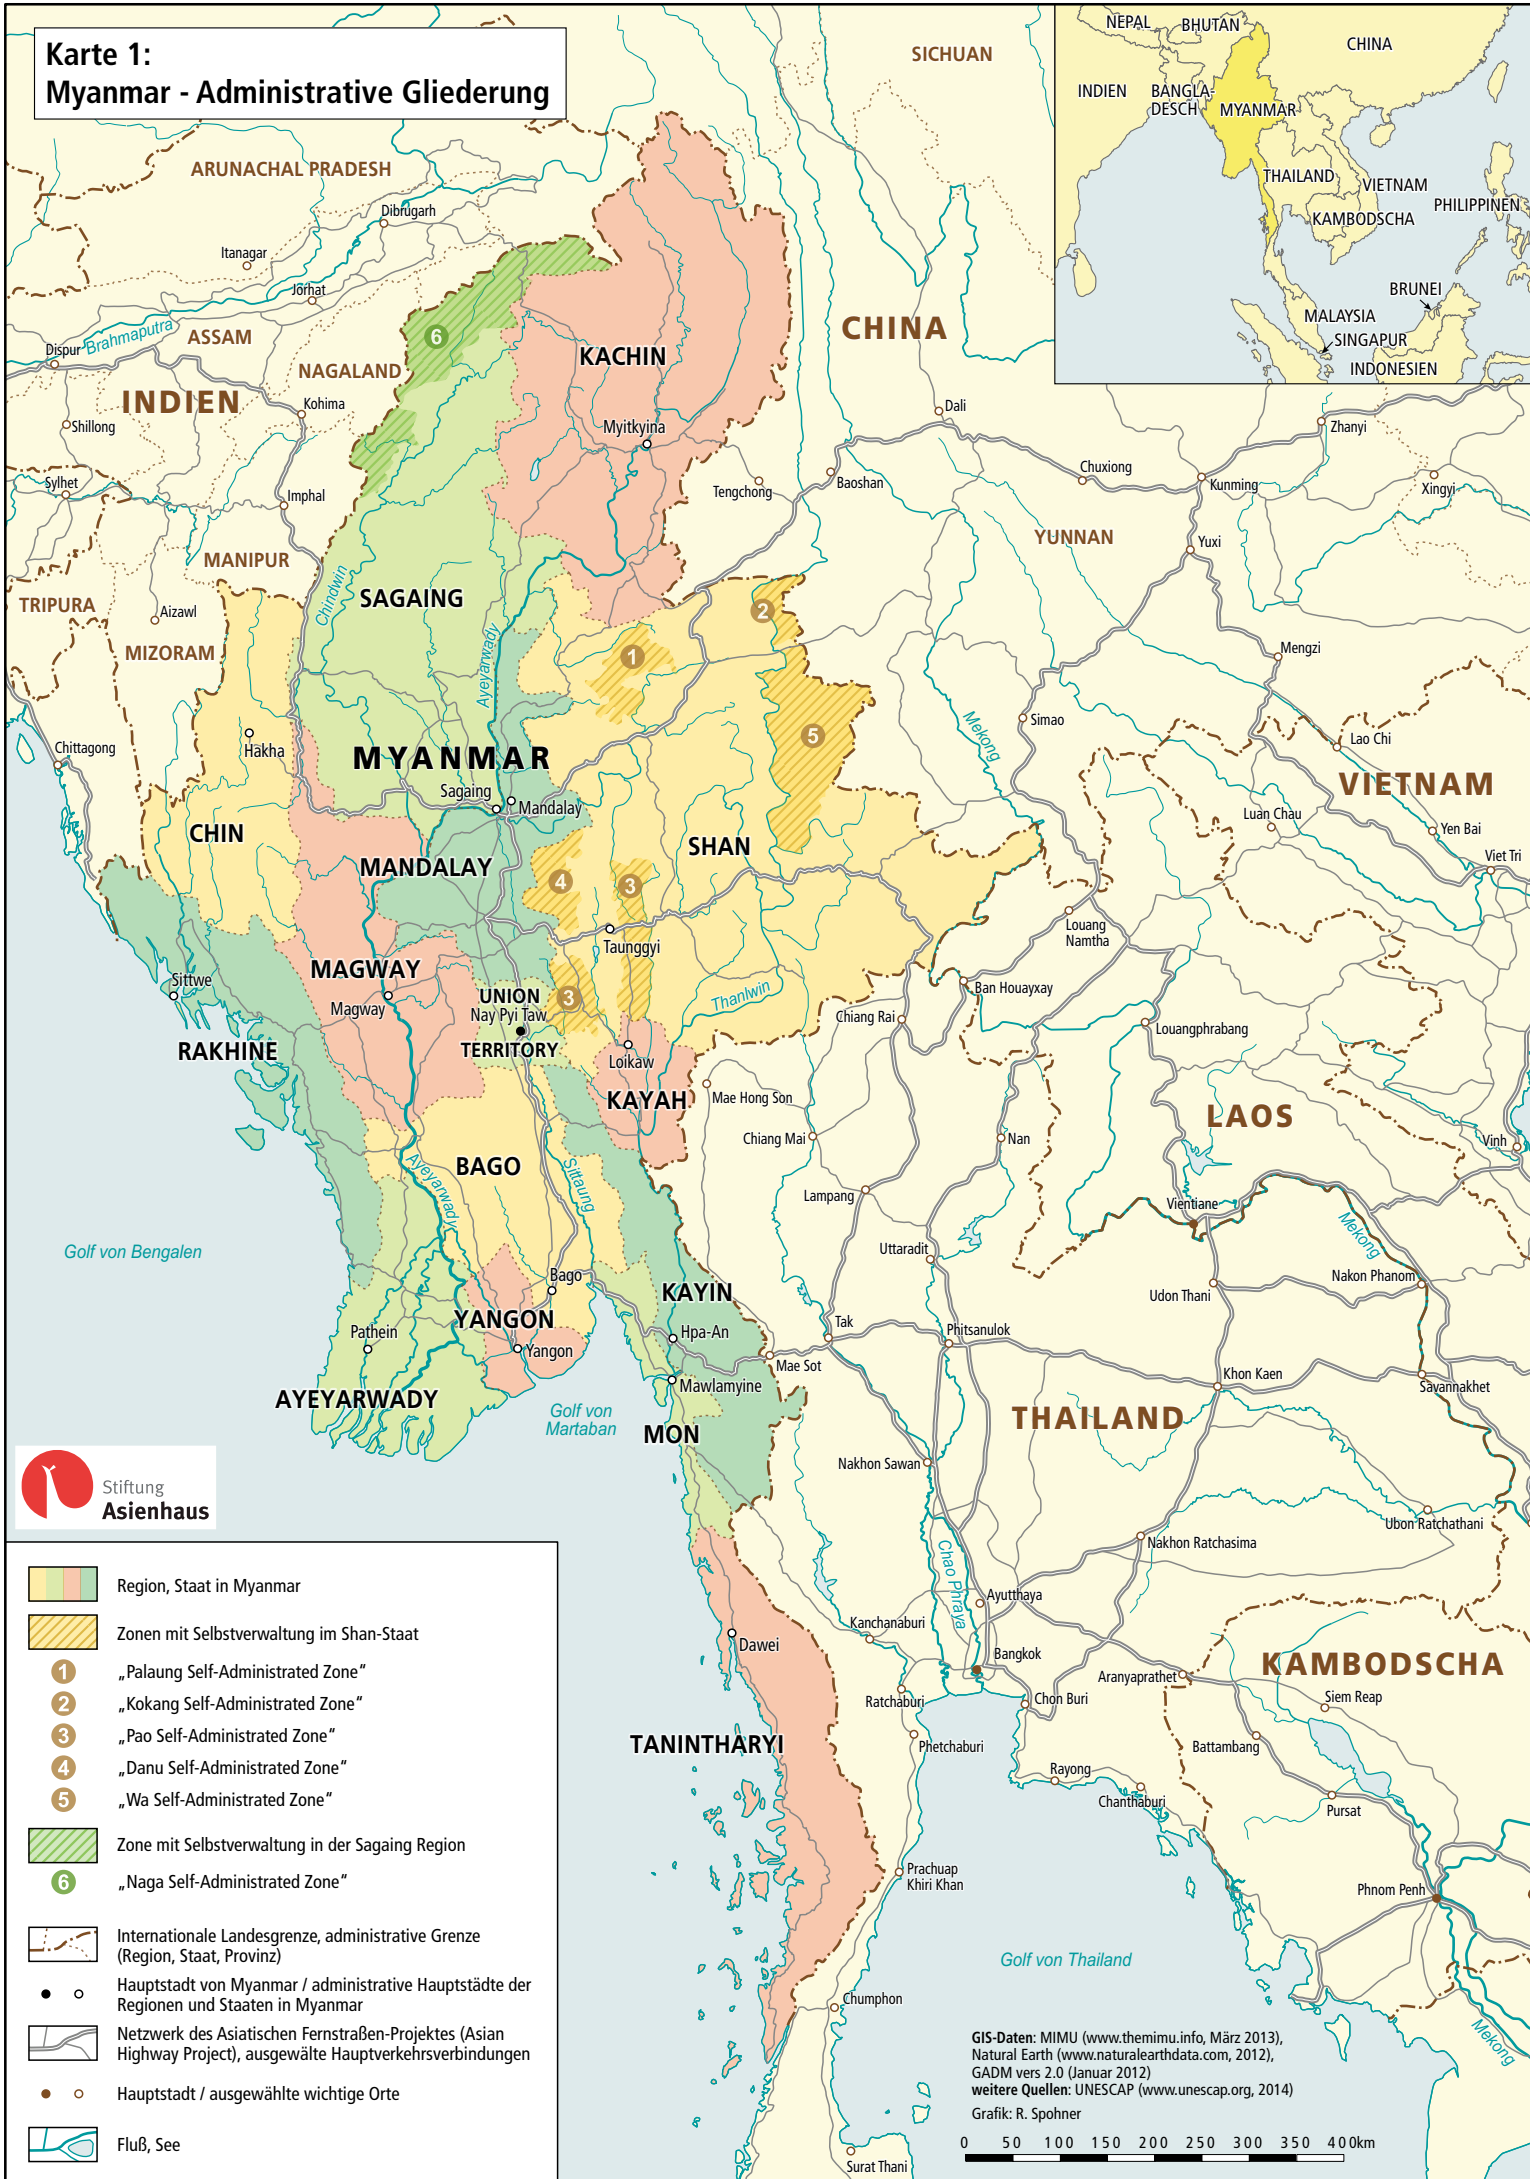 Karte 1:
Myanmar - Administrative Gliederung
NEPAL
BHUTAN
CHINA
INDIEN
BANGLA-
DESCH
MYANMAR
THAILAND
VIETNAM
KAMBODSCHA
PHILIPPINEN
BRUNEI
MALAYSIA
SINGAPUR
INDONESIEN
SICHUAN
ARUNACHAL PRADESH
Dibrugarh
Itanagar
Jorhat
Brahmaputra
ASSAM
Dispur
NAGALAND
INDIEN
Kohima
Shillong
Sylhet
Imphal
MANIPUR
TRIPURA
Aizawl
MIZORAM
Chittagong
6
KACHIN
Myitkyina
CHINA
Dali
Zhanyi
Chuxiong
Kunming
Xingyi
Tengchong
Baoshan
YUNNAN
Yuxi
Mengzi
Simao
Mekong
Lao Chi
VIETNAM
Luan Chau
Yen Bai
Viet Tri
SAGAING
Chindwin
Ayeyarwady
1
2
5
Hakha
MYANMAR
Sagaing
Mandalay
CHIN
MANDALAY
SHAN
4
3
Taunggyi
Louang
Namtha
Sittwe
MAGWAY
Magway
UNION
Nay Pyi Taw
TERRITORY
3
Thanlwin
Ban Houayxay
Chiang Rai
Louangphrabang
RAKHINE
Loikaw
KAYAH
Mae Hong Son
Chiang Mai
Nan
LAOS
Vinh
BAGO
Ayeyarwady
Sittaung
Lampang
Vientiane
Mekong
Golf von Bengalen
Uttaradit
Nakon Phanom
Udon Thani
Bago
KAYIN
YANGON
Pathein
Yangon
Hpa-An
Tak
Phitsanulok
Mae Sot
Khon Kaen
Savannakhet
AYEYARWADY
Mawlamyine
Golf von
Martaban
MON
THAILAND
Nakhon Sawan
Ubon Ratchathani
Nakhon Ratchasima
Chao Phraya
Ayutthaya
Kanchanaburi
Dawei
Bangkok
Aranyaprathet
KAMBODSCHA
Siem Reap
Ratchaburi
Chon Buri
TANINTHARYI
Phetchaburi
Battambang
Rayong
Chanthaburi
Pursat
Prachuap
Khiri Khan
Phnom Penh
Golf von Thailand
Chumphon
Mekong
Surat Thani
Stiftung
Asienhaus
Region, Staat in Myanmar
Zonen mit Selbstverwaltung im Shan-Staat
1 „Palaung Self-Administrated Zone“
2 „Kokang Self-Administrated Zone“
3 „Pao Self-Administrated Zone“
4 „Danu Self-Administrated Zone“
5 „Wa Self-Administrated Zone“
Zone mit Selbstverwaltung in der Sagaing Region
6 „Naga Self-Administrated Zone“
Internationale Landesgrenze, administrative Grenze
(Region, Staat, Provinz)
Hauptstadt von Myanmar / administrative Hauptstädte der
Regionen und Staaten in Myanmar
Netzwerk des Asiatischen Fernstraßen-Projektes (Asian
Highway Project), ausgewälte Hauptverkehrsverbindungen
Hauptstadt / ausgewählte wichtige Orte
Fluß, See
GIS-Daten: MIMU (www.themimu.info, März 2013),
Natural Earth (www.naturalearthdata.com, 2012),
GADM vers 2.0 (Januar 2012)
weitere Quellen: UNESCAP (www.unescap.org, 2014)
Grafik: R. Spohner
0 50 100 150 200 250 300 350 400km